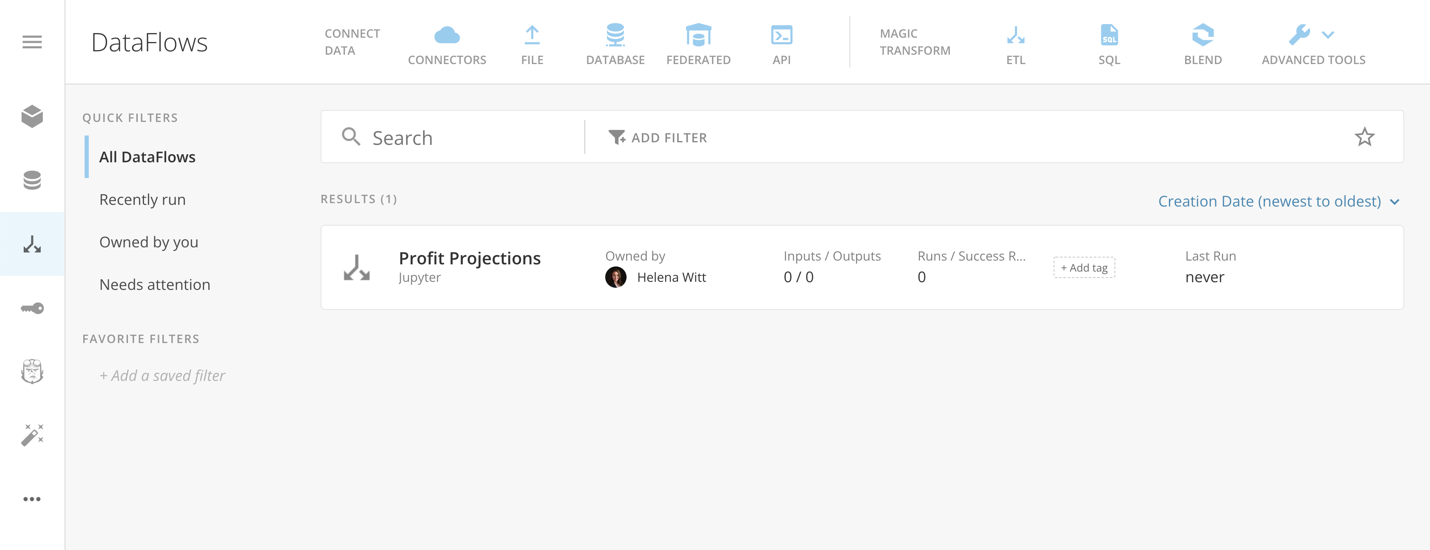 DataFlows
CONNECT
DATA
CONNECTORS
FILE
DATABASE
FEDERATED
API
MAGIC
TRANSFORM
ETL
SQL
SQL
BLEND
ADVANCED TOOLS
QUICK FILTERS
All DataFlows
Recently run
Owned by you
Needs attention
FAVORITE FILTERS
+ Add a saved filter
Search
ADD FILTER
RESULTS (1)
Creation Date (newest to oldest)
Profit Projections
Jupyter
Owned by
Helena Witt
Inputs / Outputs
0 / 0
Runs / Success R...
0
+ Add tag
Last Run
never